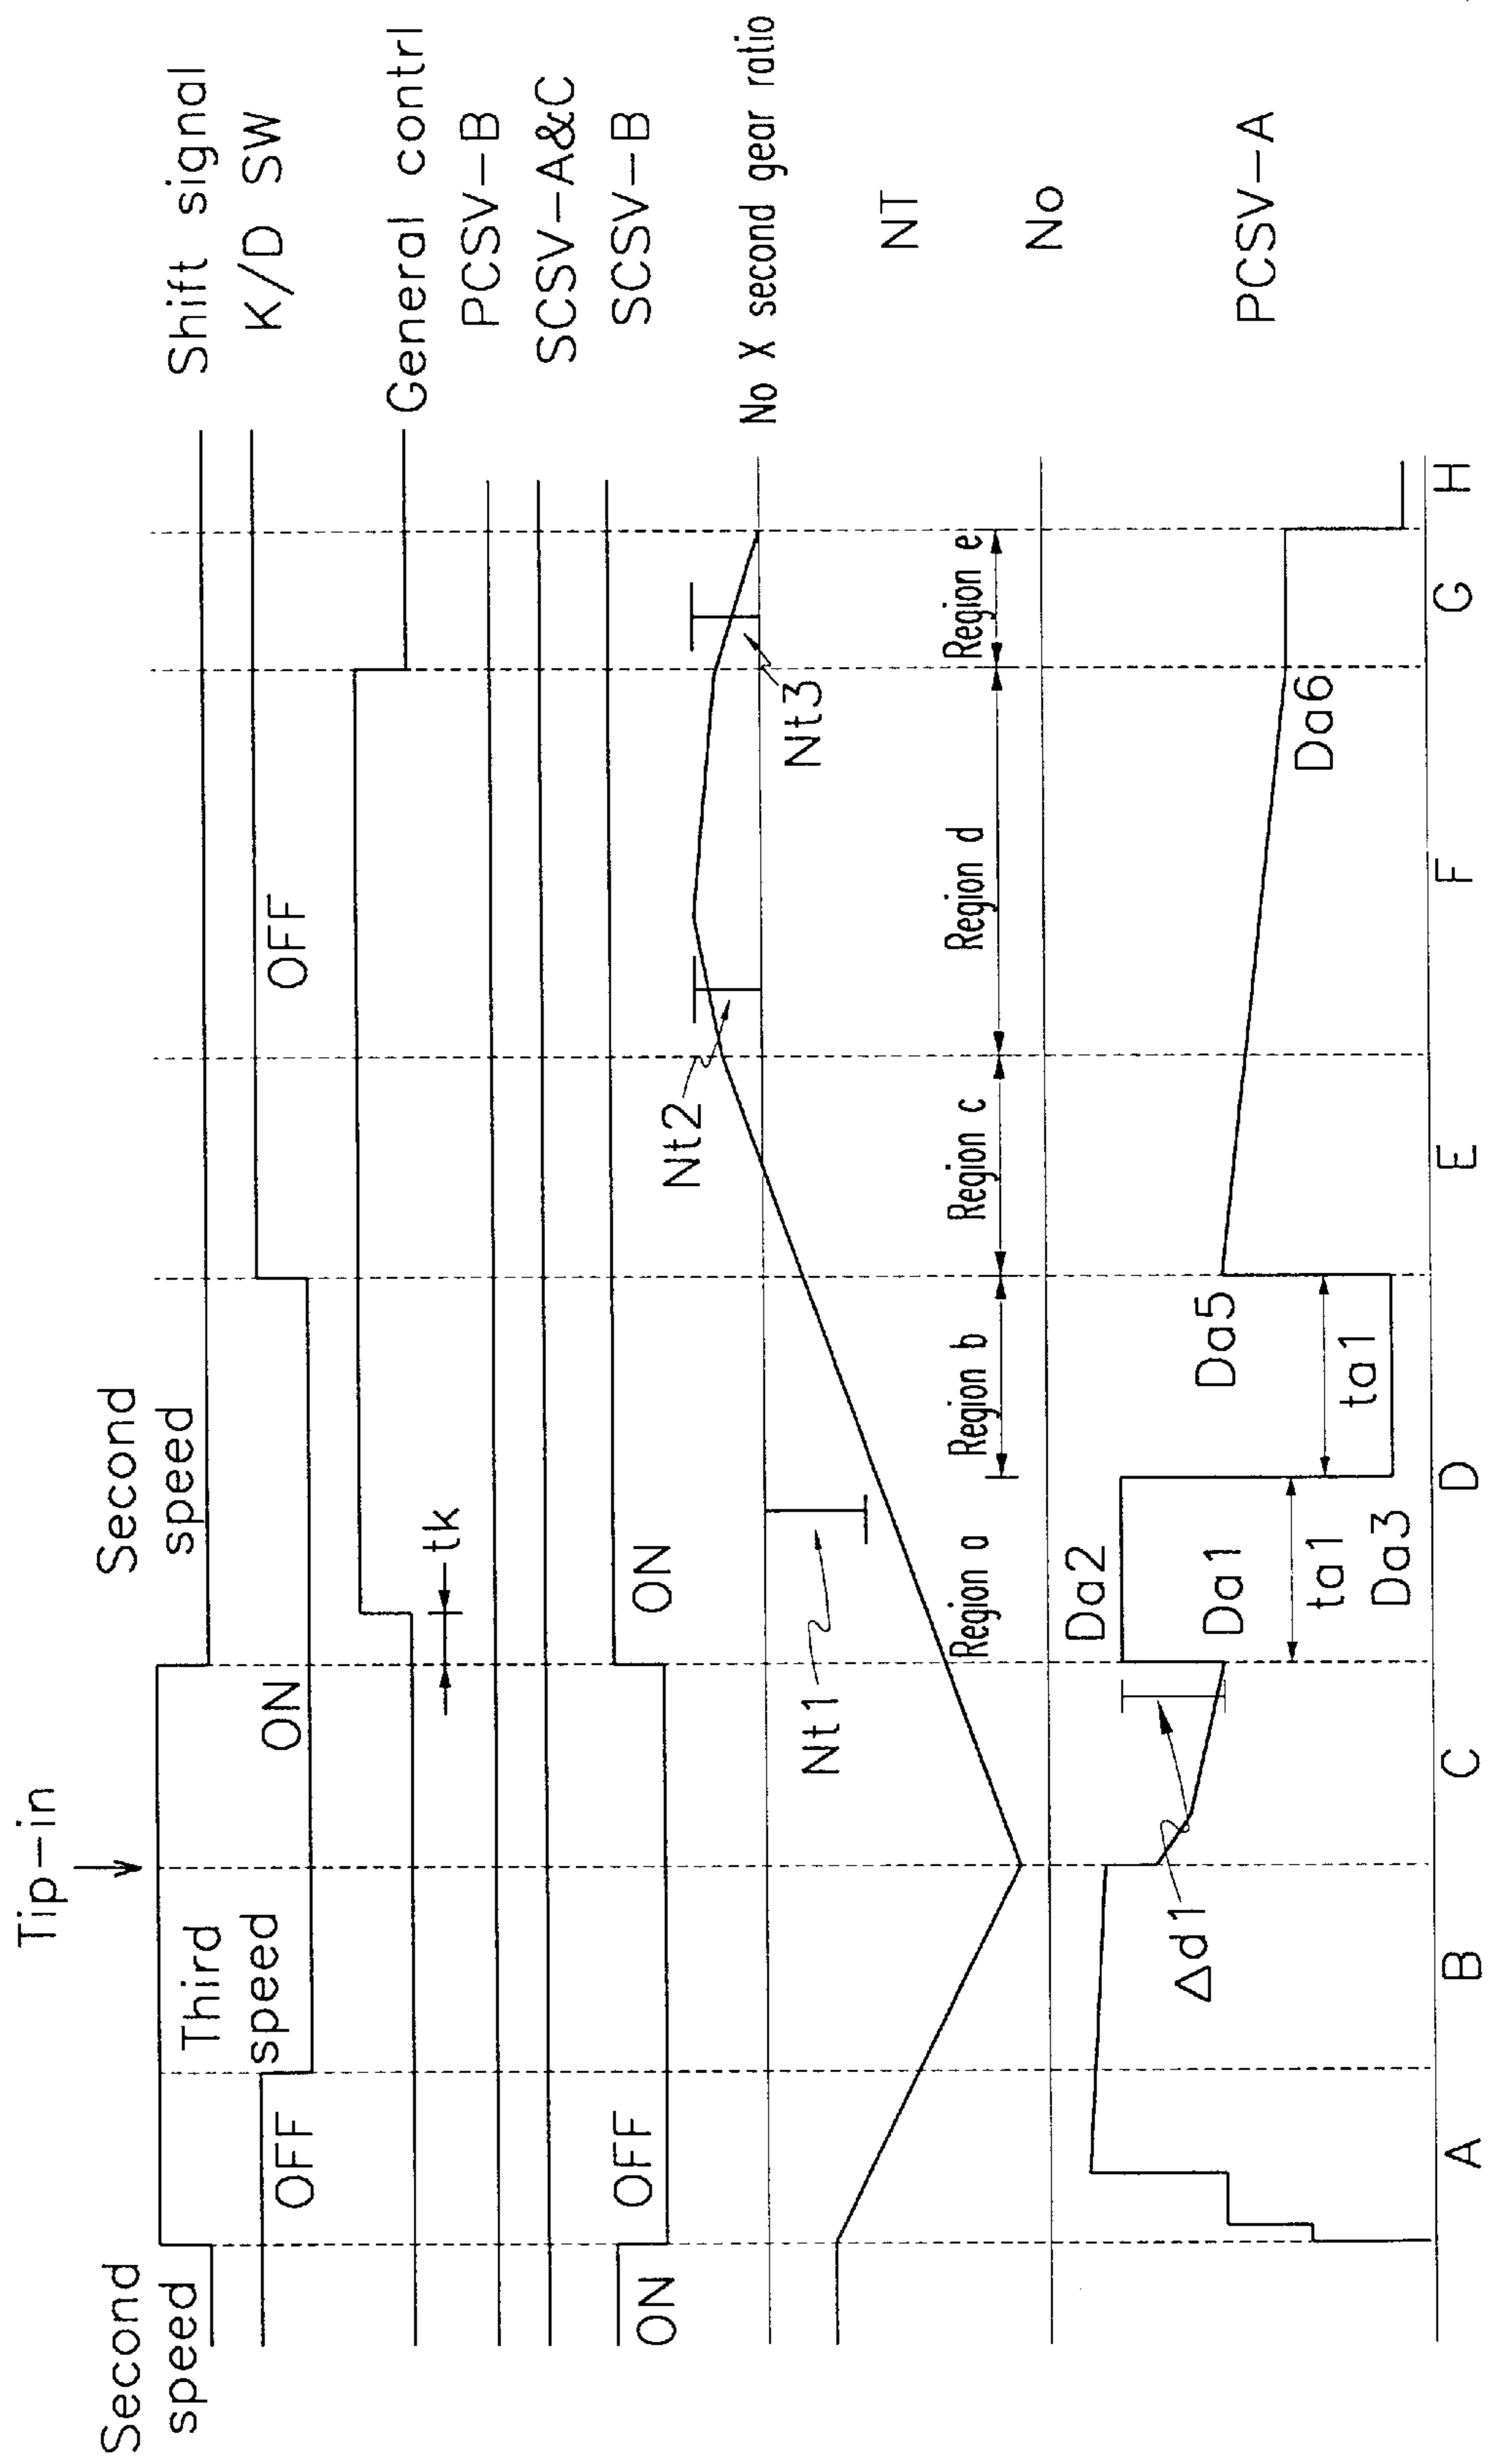 Tip-in
Second
speed
Third
speed
Second
speed
Shift signal
OFF
ON
OFF
K/D SW
tk
General contrl
PCSV-B
SCSV-A&C
ON
OFF
ON
SCSV-B
Nt1
Nt2
Nt3
No X second gear ratio
NT
Region a
Region b
Region c
Region d
Region e
No
Δd1
Da2
Da1
ta1
Da3
Da5
ta1
Da6
PCSV-A
A
B
C
D
E
F
G
H